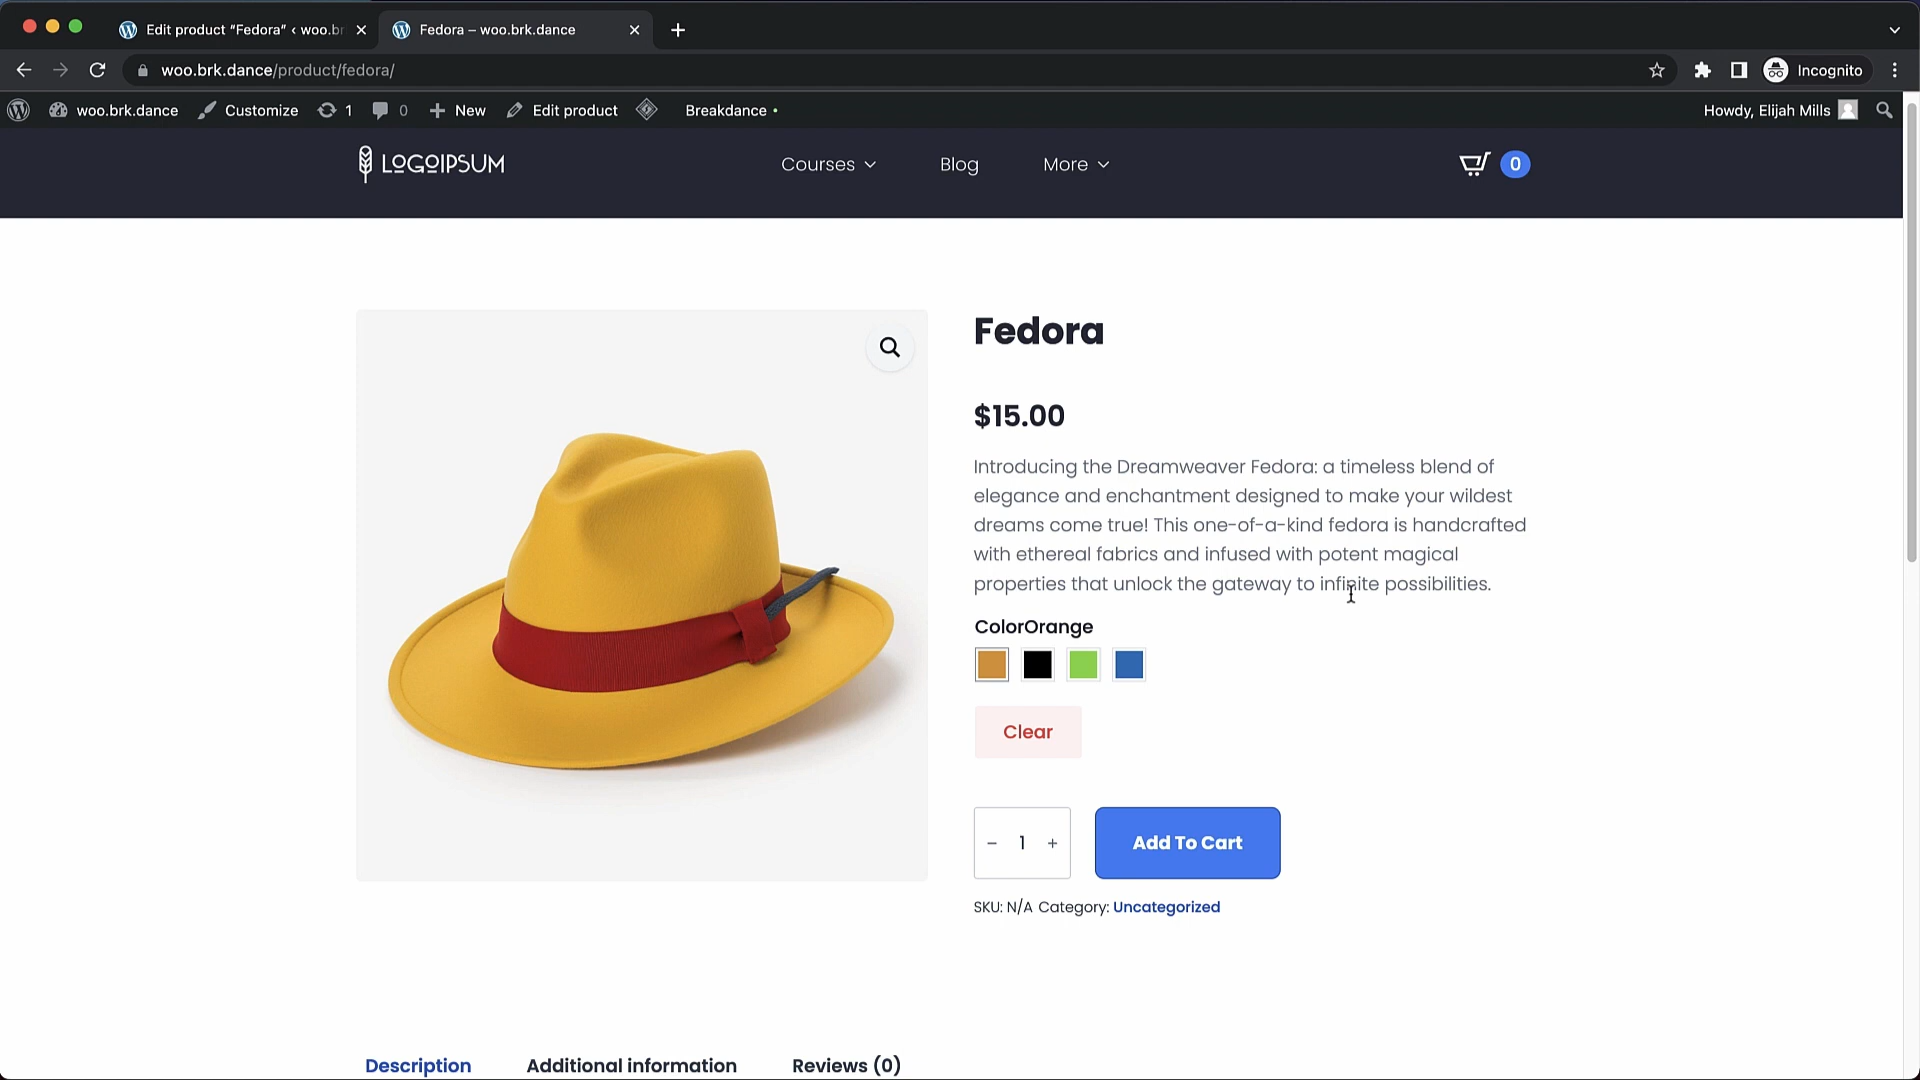 Edit product “Fedora” ‹ woo.br
Fedora – woo.brk.dance
woo.brk.dance/product/fedora/
Incognito
woo.brk.dance
Customize
1
0
New
Edit product
Breakdance •
Howdy, Elijah Mills
LOGOIPSUM
Courses
Blog
More
0
Fedora
$15.00
Introducing the Dreamweaver Fedora: a timeless blend of
elegance and enchantment designed to make your wildest
dreams come true! This one-of-a-kind fedora is handcrafted
with ethereal fabrics and infused with potent magical
properties that unlock the gateway to infinite possibilities.
ColorOrange
Clear
− 1 +
Add To Cart
SKU: N/A Category: Uncategorized
Description
Additional information
Reviews (0)